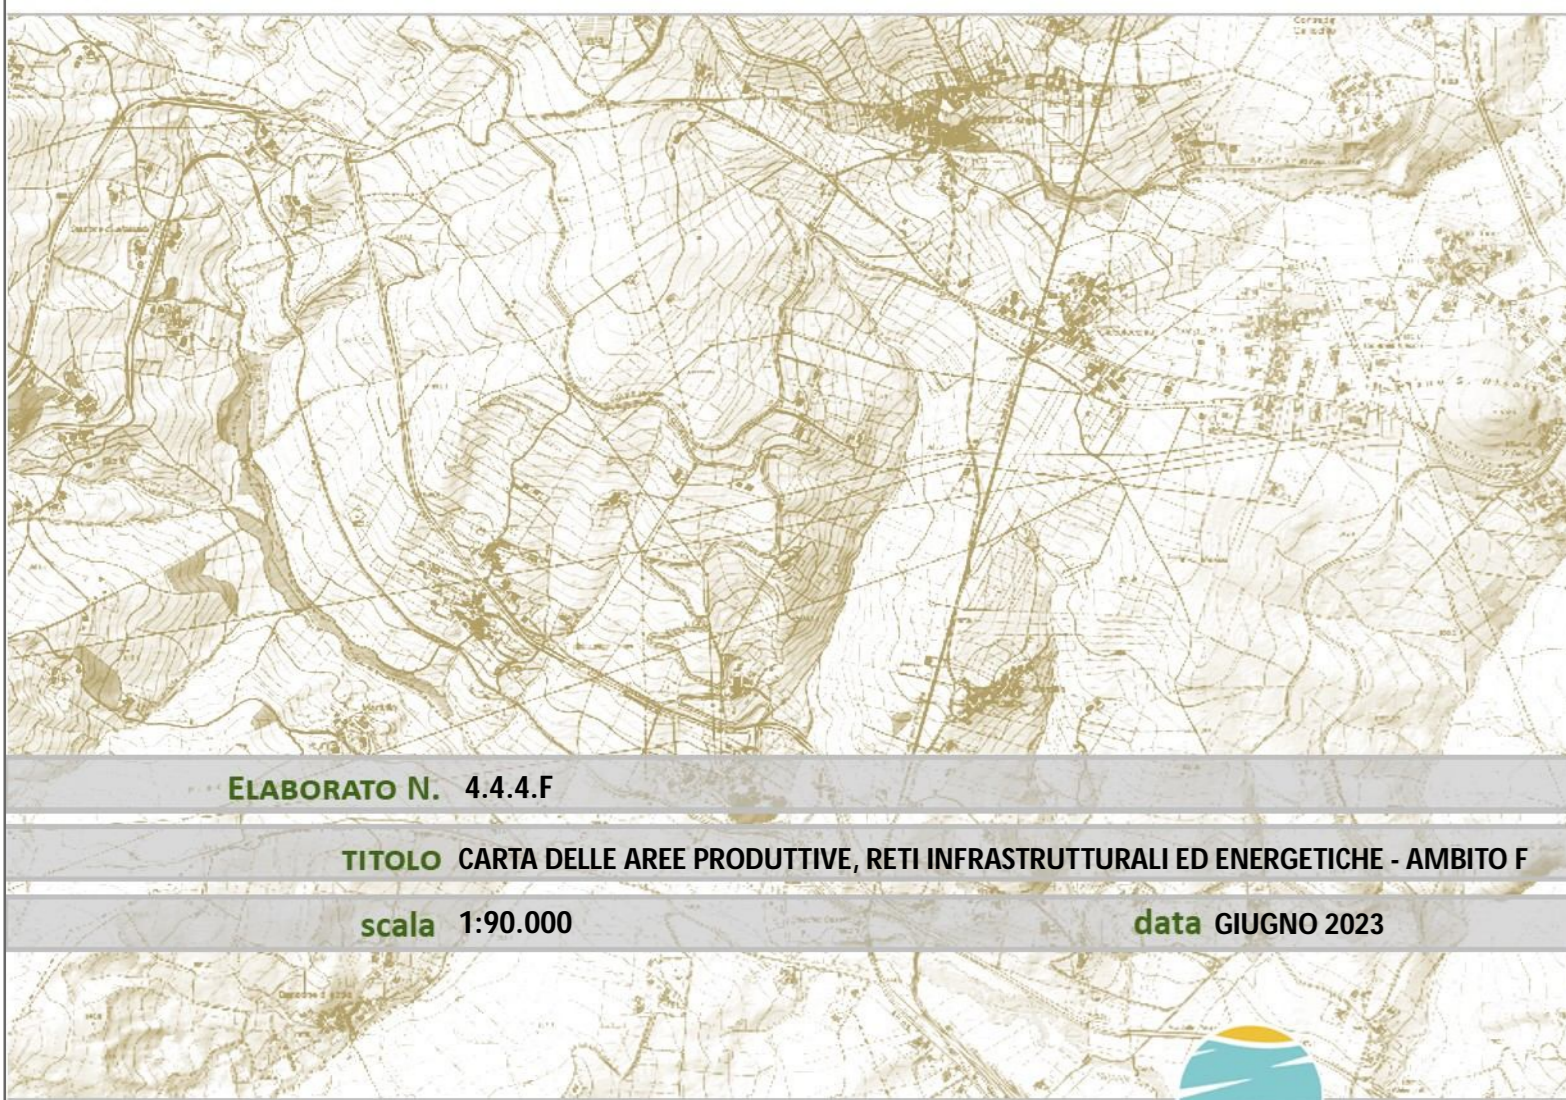 ELABORATO N. 4.4.4.F
TITOLO CARTA DELLE AREE PRODUTTIVE, RETI INFRASTRUTTURALI ED ENERGETICHE - AMBITO F
scala 1:90.000 data GIUGNO 2023